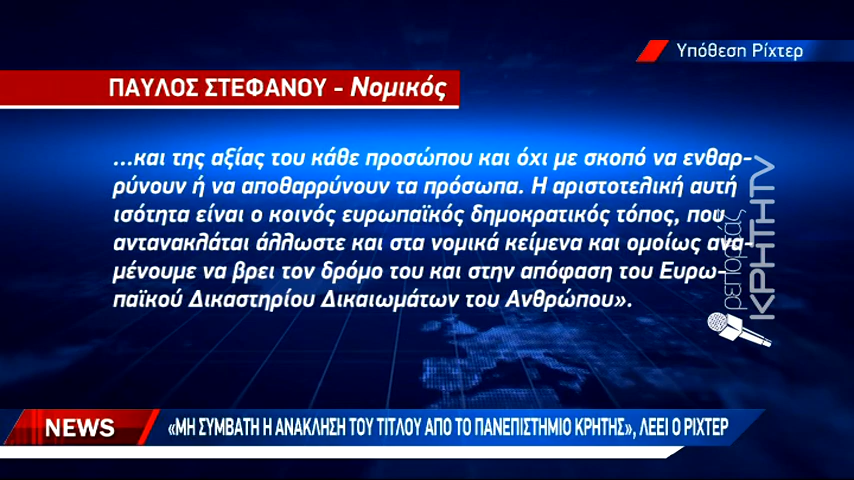 Υπόθεση Ρίχτερ
ΠΑΥΛΟΣ ΣΤΕΦΑΝΟΥ - Νομικός
...και της αξίας του κάθε προσώπου και όχι με σκοπό να ενθαρ-
ρύνουν ή να αποθαρρύνουν τα πρόσωπα. Η αριστοτελική αυτή
ισότητα είναι ο κοινός ευρωπαϊκός δημοκρατικός τόπος, που
αντανακλάται άλλωστε και στα νομικά κείμενα και ομοίως ανα-
μένουμε να βρει τον δρόμο του και στην απόφαση του Ευρω-
παϊκού Δικαστηρίου Δικαιωμάτων του Ανθρώπου».
ρεπορτάζ
ΚΡΗΤΗTV
NEWS
«ΜΗ ΣΥΜΒΑΤΗ Η ΑΝΑΚΛΗΣΗ ΤΟΥ ΤΙΤΛΟΥ ΑΠΟ ΤΟ ΠΑΝΕΠΙΣΤΗΜΙΟ ΚΡΗΤΗΣ», ΛΕΕΙ Ο ΡΙΧΤΕΡ